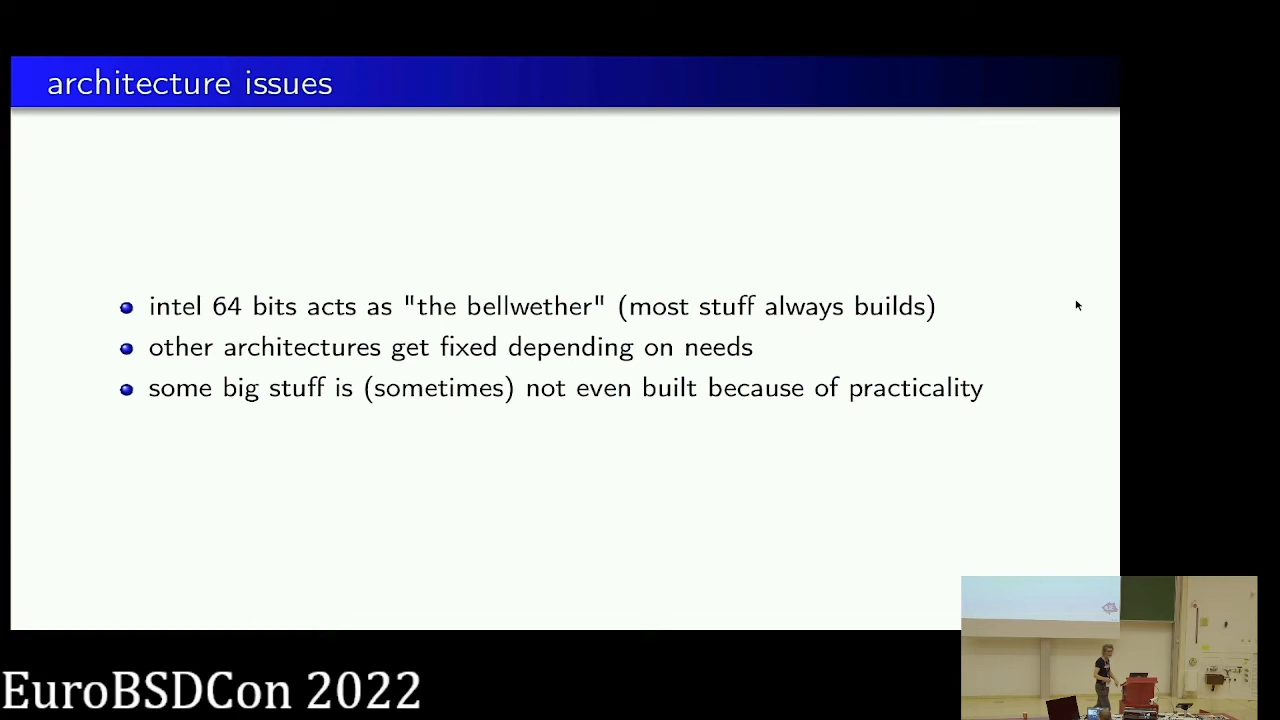 architecture issues
intel 64 bits acts as "the bellwether" (most stuff always builds)
other architectures get fixed depending on needs
some big stuff is (sometimes) not even built because of practicality
EuroBSDCon 2022